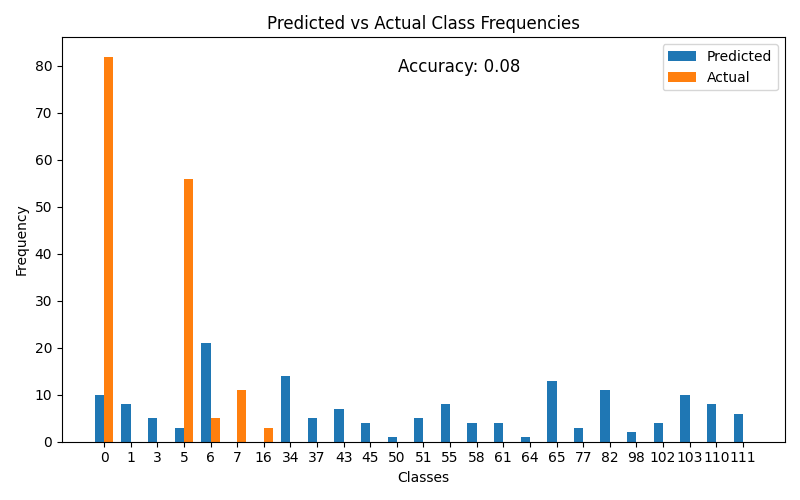 Predicted vs Actual Class Frequencies
Accuracy: 0.08
Predicted
Actual
Frequency
80
70
60
50
40
30
20
10
0
0 1 3 5 6 7 16 34 37 43 45 50 51 55 58 61 64 65 77 82 98 102 103 110 111
Classes